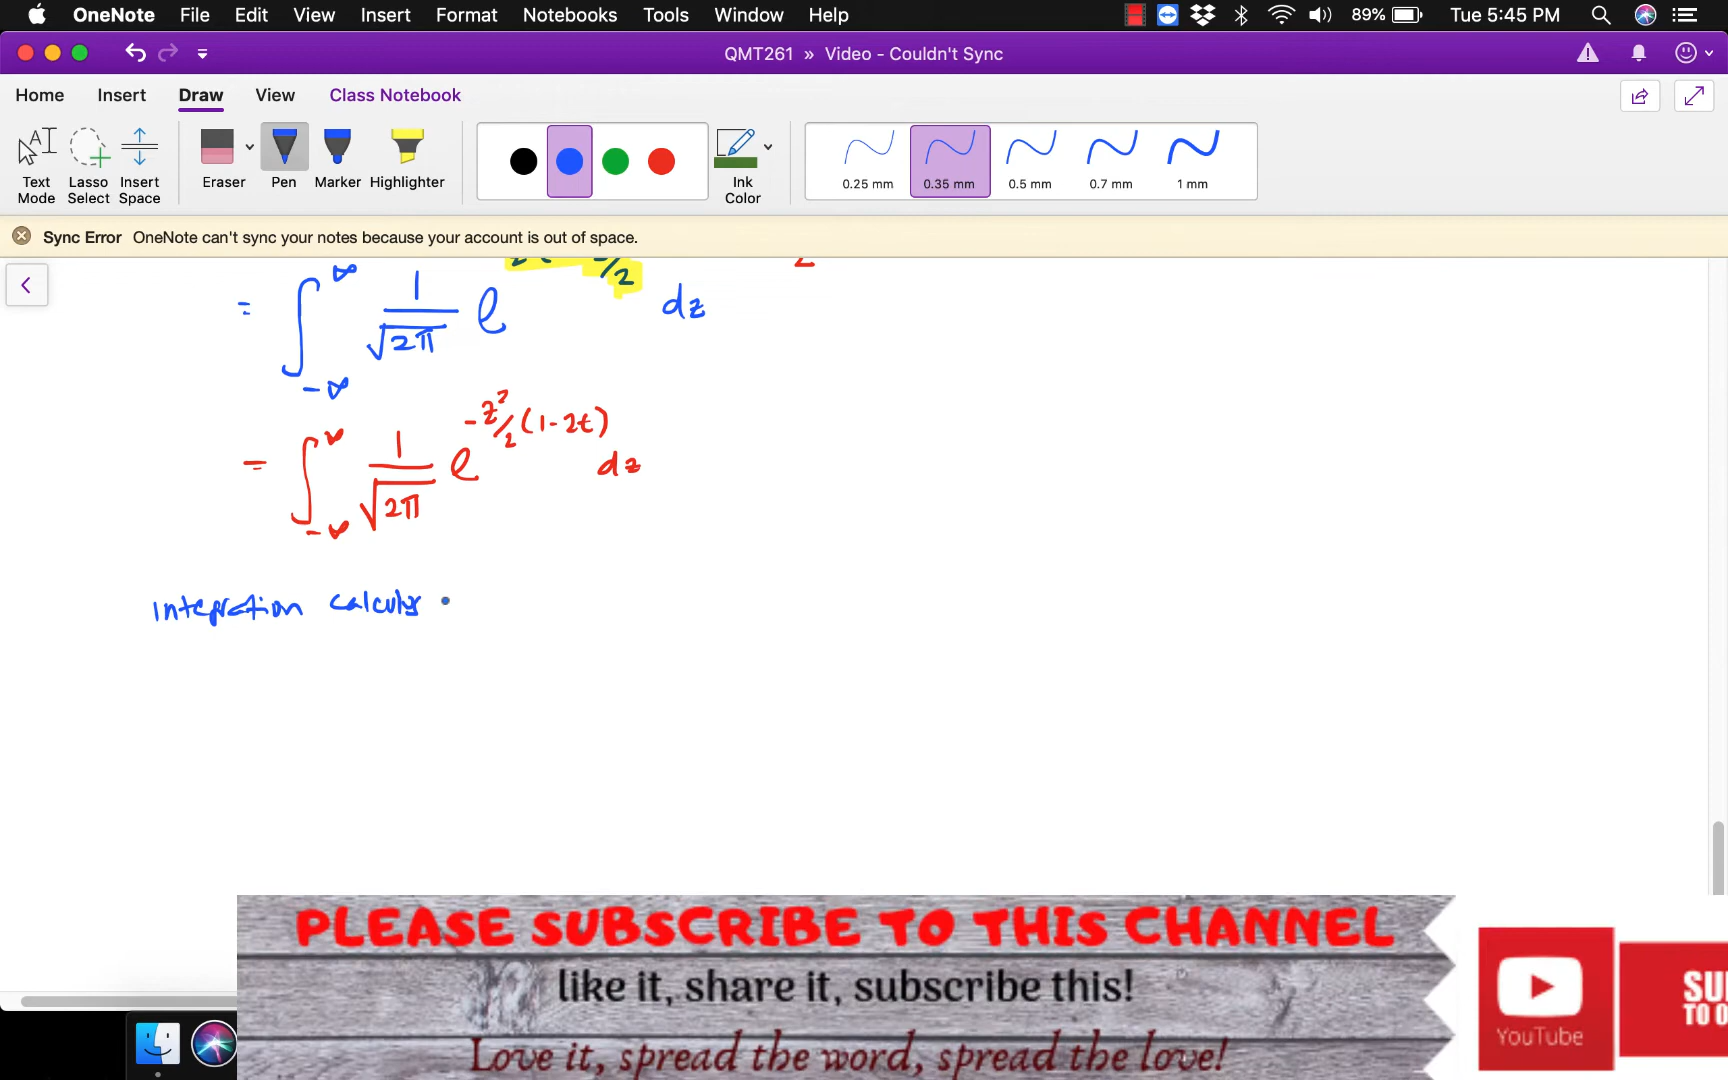 OneNote File Edit View Insert Format Notebooks Tools Window Help 89% Tue 5:45 PM
QMT261 » Video - Couldn't Sync
Home Insert Draw View Class Notebook
Text Mode Lasso Select Insert Space Eraser Pen Marker Highlighter Ink Color 0.25 mm 0.35 mm 0.5 mm 0.7 mm 1 mm
Sync Error OneNote can't sync your notes because your account is out of space.
= ∫_{-∞}^{∞} 1/√2π e dz
= ∫_{-∞}^{∞} 1/√2π e^{-z²/2 (1-2t)} dz
Integration calculus
PLEASE SUBSCRIBE TO THIS CHANNEL
like it, share it, subscribe this!
Love it, spread the word, spread the love!
YouTube
SU
TO O